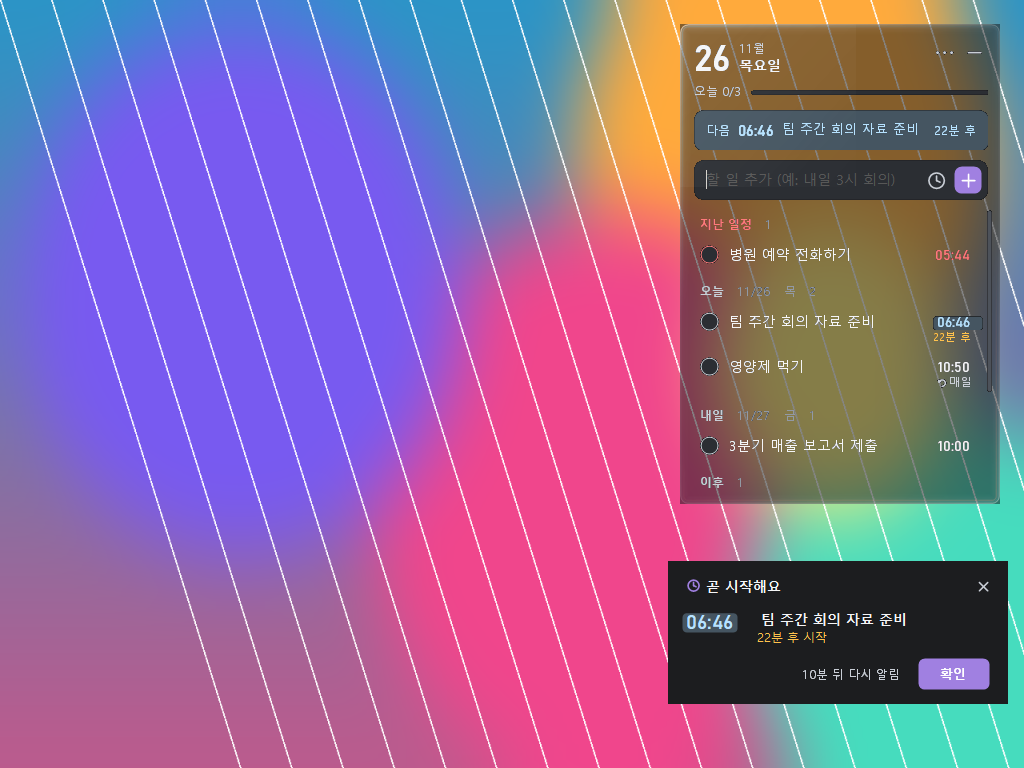 26
11월
목요일
오늘 0/3
다음 06:46 팀 주간 회의 자료 준비 22분 후
할 일 추가 (예: 내일 3시 회의)
지난 일정 1
병원 예약 전화하기 05:44
오늘 11/26 목 2
팀 주간 회의 자료 준비 06:46
22분 후
영양제 먹기 10:50
매일
내일 11/27 금 1
3분기 매출 보고서 제출 10:00
이후 1
곧 시작해요
06:46 팀 주간 회의 자료 준비
22분 후 시작
10분 뒤 다시 알림 확인